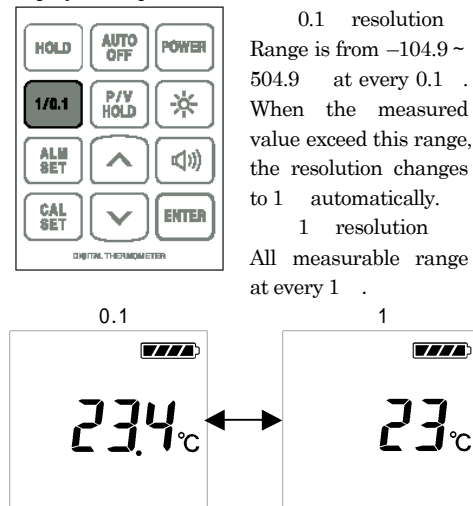 HOLD
AUTO OFF
POWER
1/0.1
P/V HOLD
ALM SET
CAL SET
ENTER
DIGITAL THERMOMETER
0.1 resolution
Range is from −104.9 ~
504.9 at every 0.1 .
When the measured
value exceed this range,
the resolution changes
to 1 automatically.
1 resolution
All measurable range
at every 1 .
0.1
1
23.4 °C
23 °C